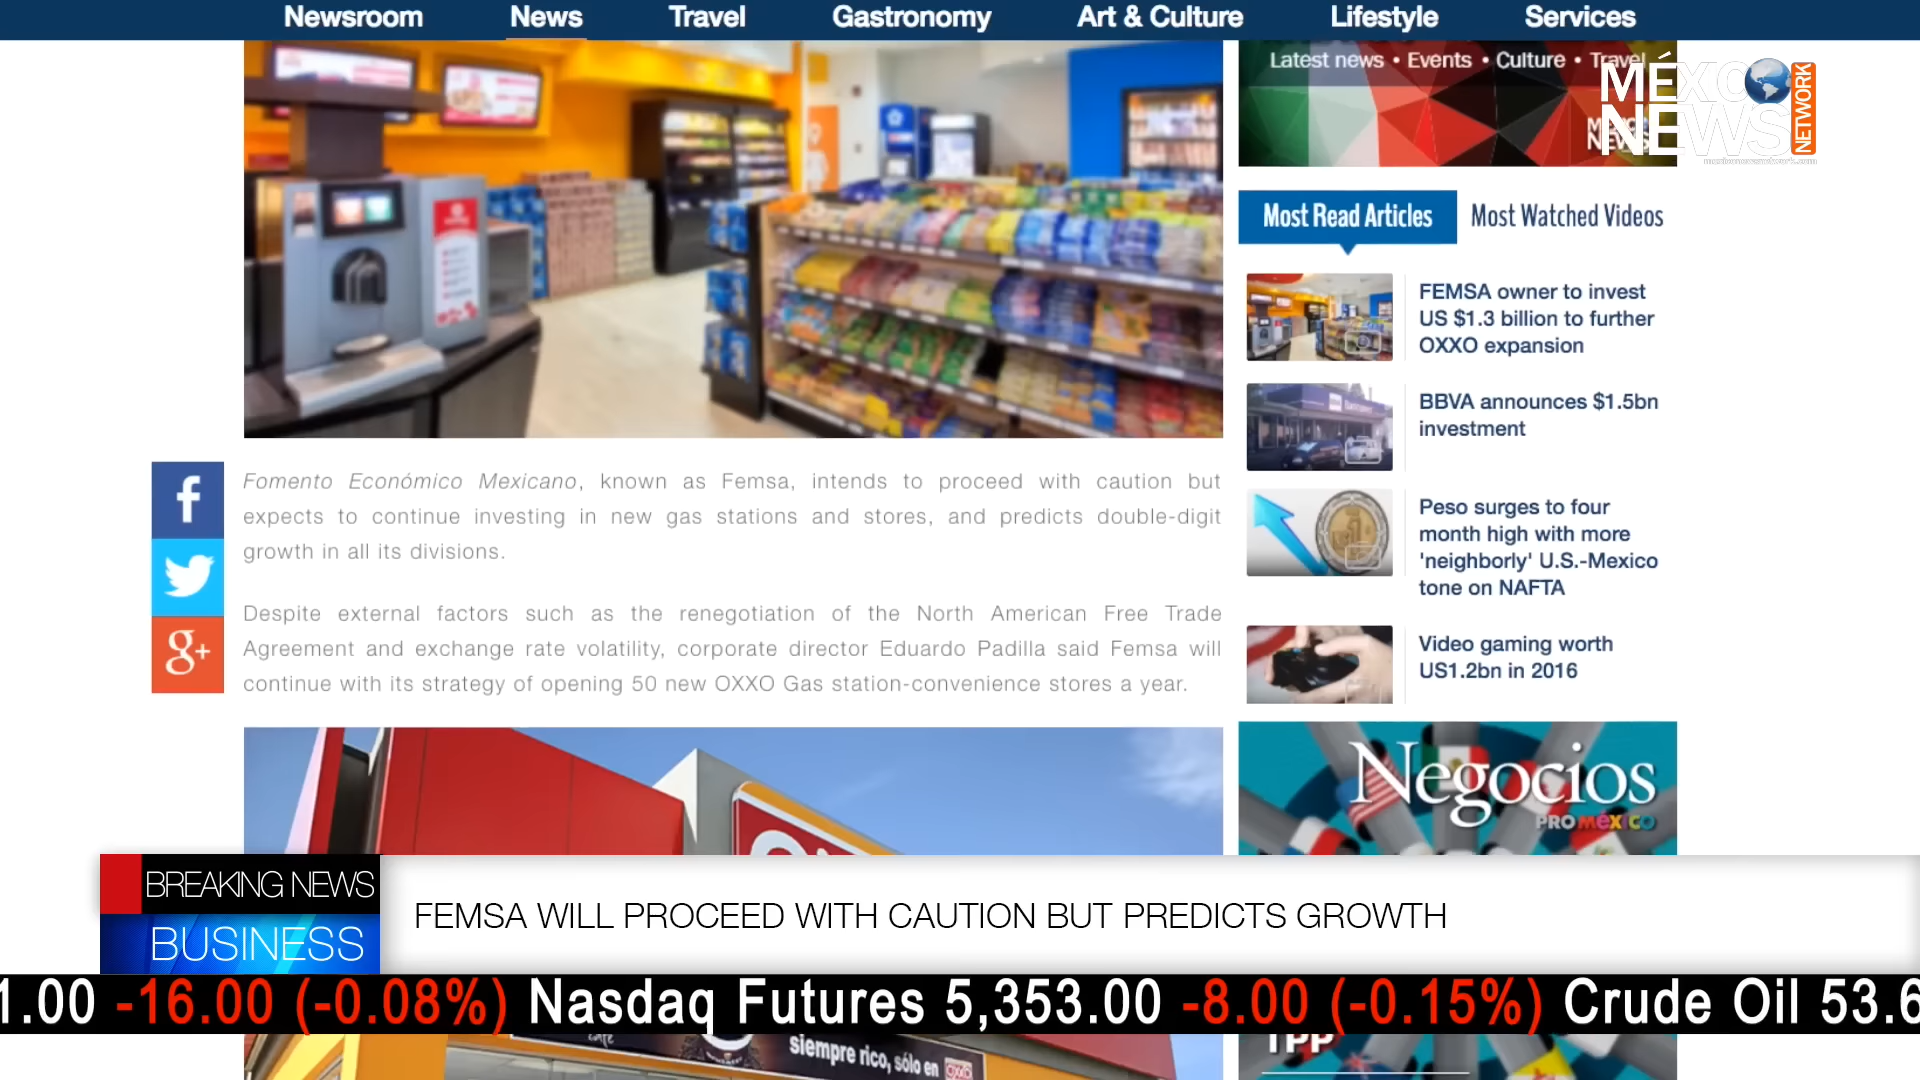 Newsroom News Travel Gastronomy Art & Culture Lifestyle Services
Latest news • Events • Culture • Travel
MÉXCO
NEWS
NETWORK
mexiconewsnetwork.com
Most Read Articles Most Watched Videos
FEMSA owner to invest
US $1.3 billion to further
OXXO expansion
BBVA announces $1.5bn
investment
Peso surges to four
month high with more
'neighborly' U.S.-Mexico
tone on NAFTA
Video gaming worth
US1.2bn in 2016
f
g+
Fomento Económico Mexicano, known as Femsa, intends to proceed with caution but
expects to continue investing in new gas stations and stores, and predicts double-digit
growth in all its divisions.
Despite external factors such as the renegotiation of the North American Free Trade
Agreement and exchange rate volatility, corporate director Eduardo Padilla said Femsa will
continue with its strategy of opening 50 new OXXO Gas station-convenience stores a year.
Negocios
PROMÉXICO
BREAKING NEWS
BUSINESS
FEMSA WILL PROCEED WITH CAUTION BUT PREDICTS GROWTH
1.00 -16.00 (-0.08%) Nasdaq Futures 5,353.00 -8.00 (-0.15%) Crude Oil 53.6
siempre rico, sólo en OXXO
TPP